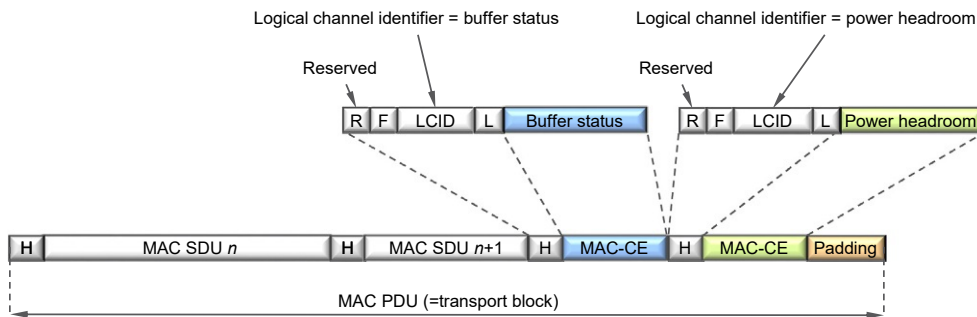 Logical channel identifier = buffer status
Logical channel identifier = power headroom
Reserved
Reserved
R F LCID L Buffer status
R F LCID L Power headroom
H MAC SDU n H MAC SDU n+1 H MAC-CE H MAC-CE Padding
MAC PDU (=transport block)